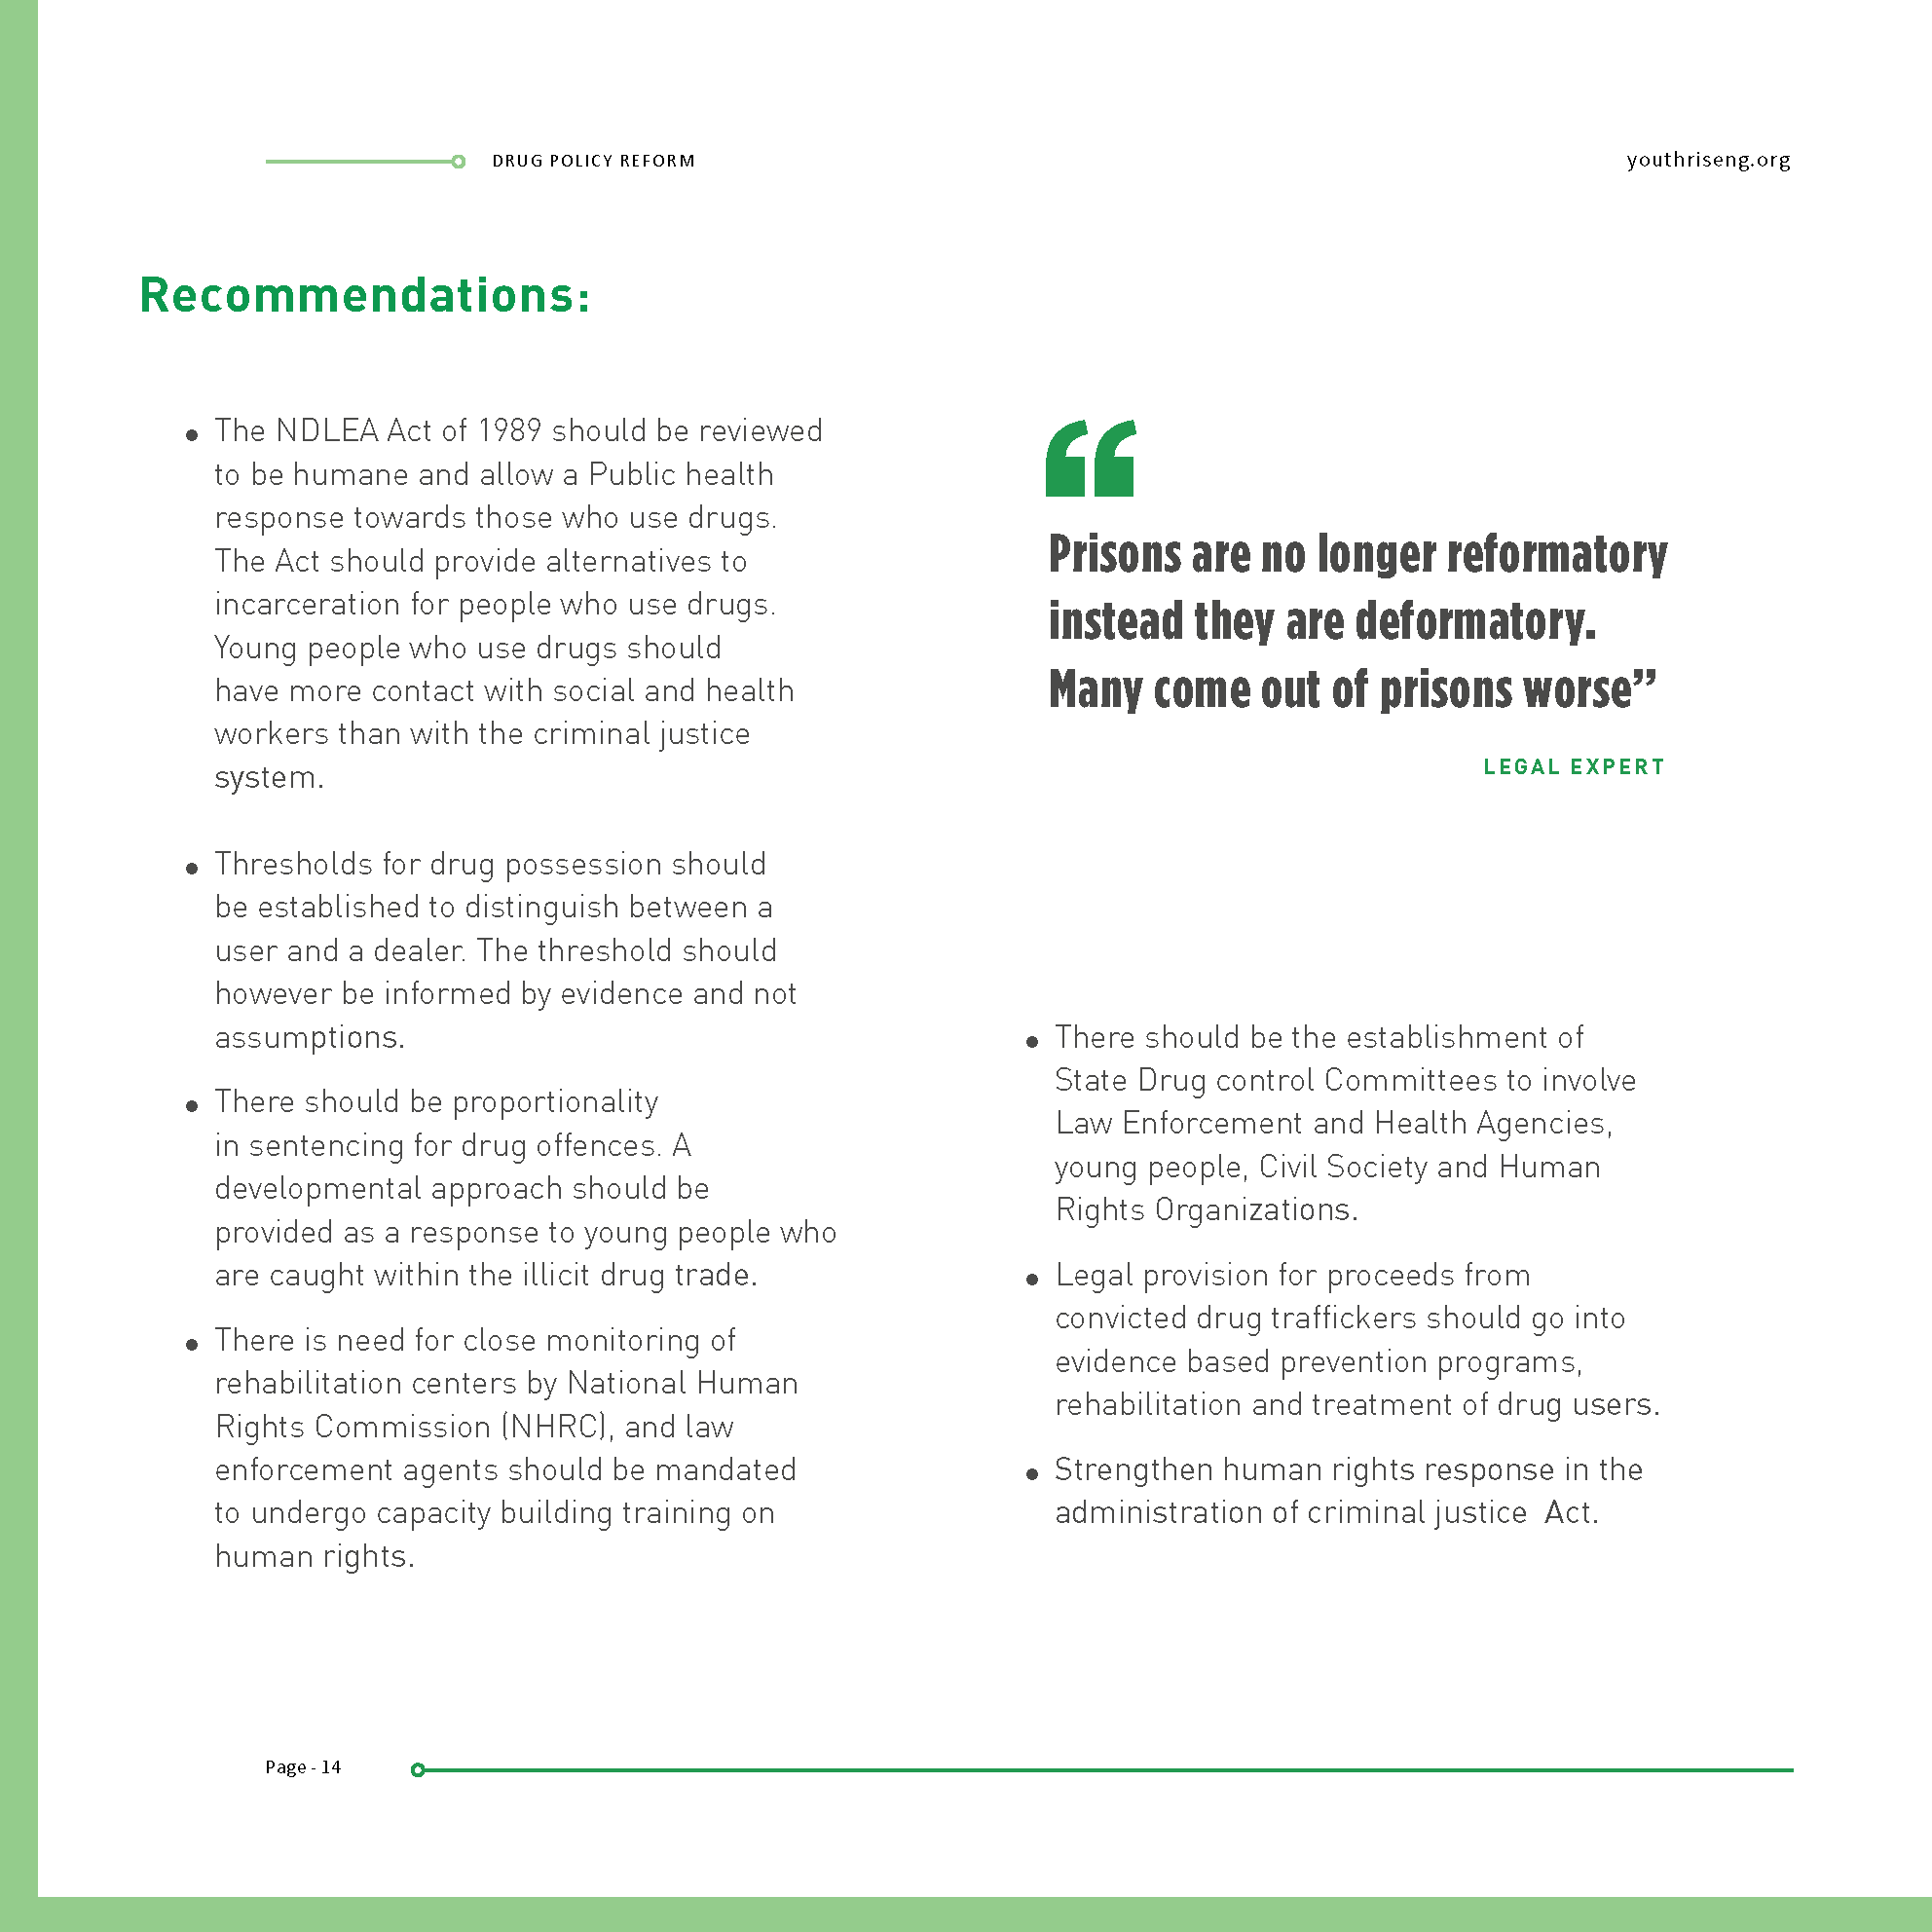 DRUG POLICY REFORM
youthriseng.org
Recommendations:
• The NDLEA Act of 1989 should be reviewed
to be humane and allow a Public health
response towards those who use drugs.
The Act should provide alternatives to
incarceration for people who use drugs.
Young people who use drugs should
have more contact with social and health
workers than with the criminal justice
system.
• Thresholds for drug possession should
be established to distinguish between a
user and a dealer. The threshold should
however be informed by evidence and not
assumptions.
• There should be proportionality
in sentencing for drug offences. A
developmental approach should be
provided as a response to young people who
are caught within the illicit drug trade.
• There is need for close monitoring of
rehabilitation centers by National Human
Rights Commission (NHRC), and law
enforcement agents should be mandated
to undergo capacity building training on
human rights.
“
Prisons are no longer reformatory
instead they are deformatory.
Many come out of prisons worse”
LEGAL EXPERT
• There should be the establishment of
State Drug control Committees to involve
Law Enforcement and Health Agencies,
young people, Civil Society and Human
Rights Organizations.
• Legal provision for proceeds from
convicted drug traffickers should go into
evidence based prevention programs,
rehabilitation and treatment of drug users.
• Strengthen human rights response in the
administration of criminal justice  Act.
Page - 14